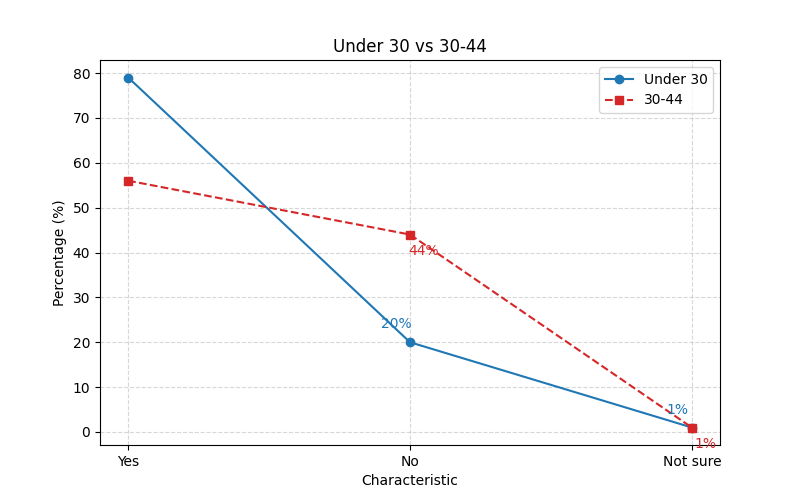 Under 30 vs 30-44
Under 30
30-44
80
70
60
50
40
30
20
10
0
Percentage (%)
44%
20%
1%
1%
Yes
No
Not sure
Characteristic